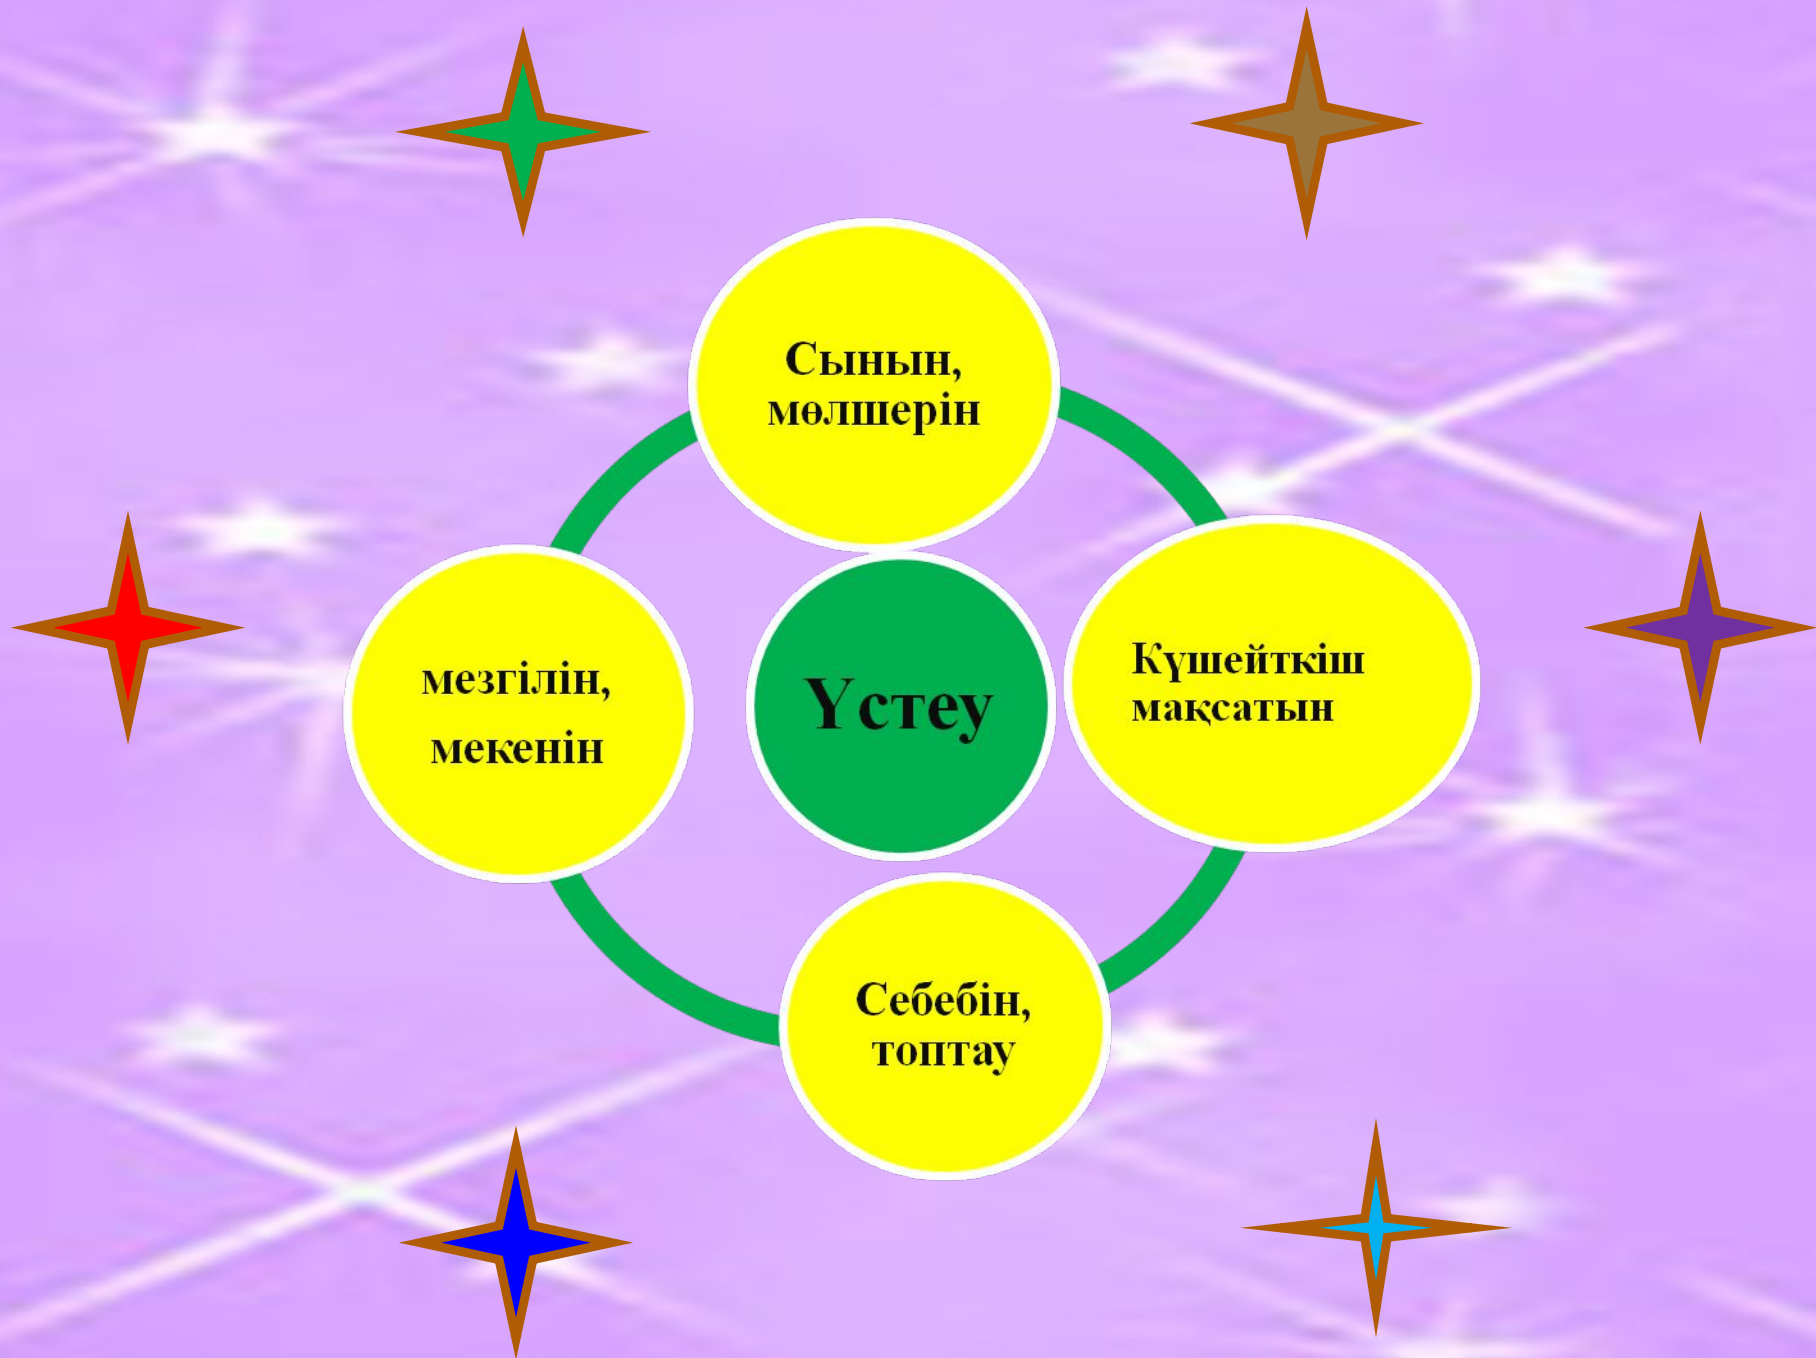 Сынын,
мөлшерін
мезгілін,
мекенін
Үстеу
Күшейткіш
мақсатын
Себебін,
топтау